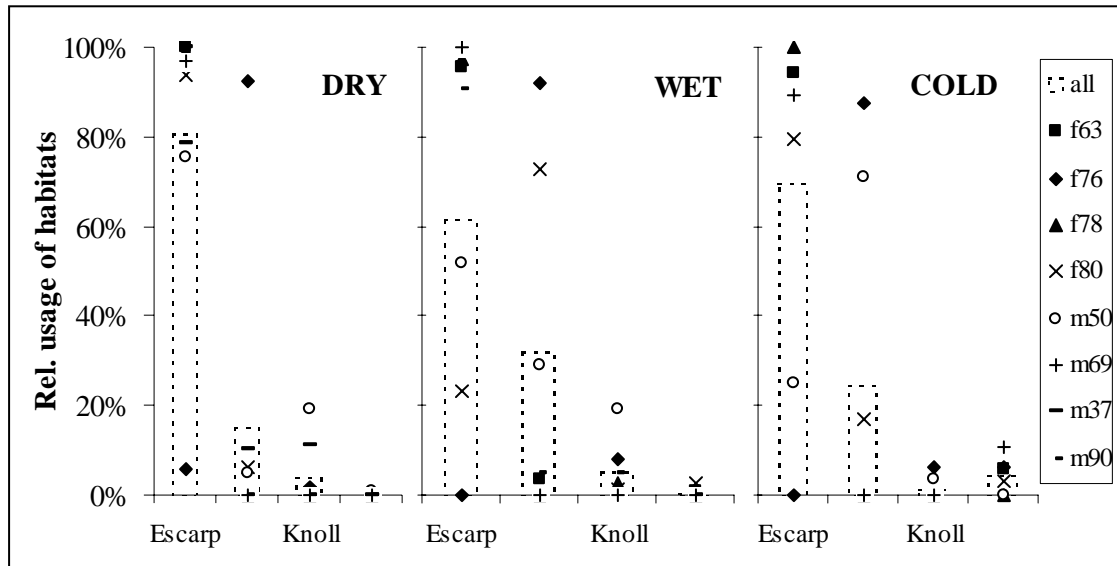 Rel. usage of habitats
100%
80%
60%
40%
20%
0%
DRY
WET
COLD
Escarp
Knoll
Escarp
Knoll
Escarp
Knoll
all
f63
f76
f78
f80
m50
m69
m37
m90